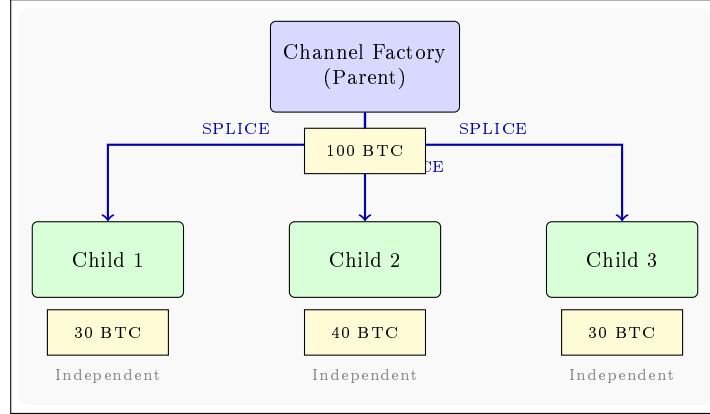 Channel Factory
(Parent)
SPLICE
SPLICE
100 BTC
CE
Child 1
Child 2
Child 3
30 BTC
40 BTC
30 BTC
Independent
Independent
Independent